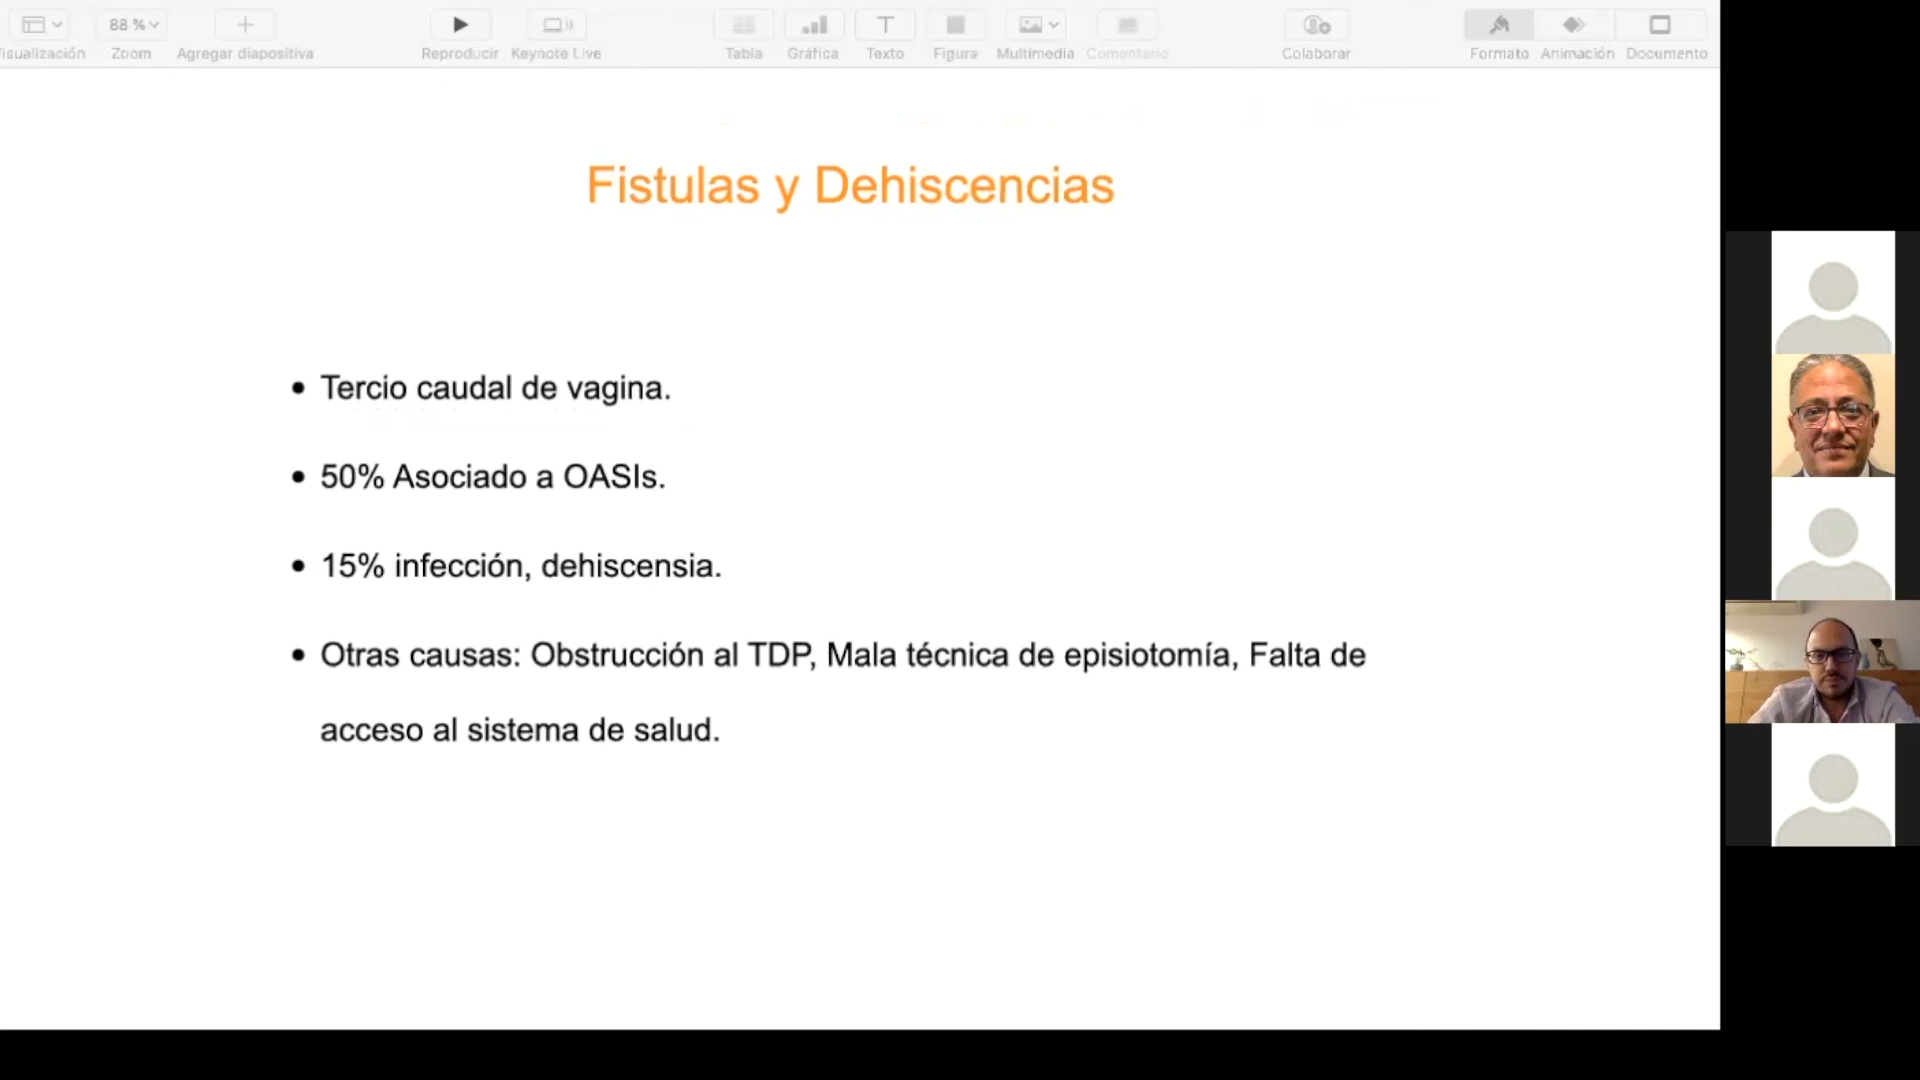 88 %
isualización Zoom Agregar diapositiva Reproducir Keynote Live Tabla Gráfica Texto Figura Multimedia Comentario Colaborar Formato Animación Documento
Fistulas y Dehiscencias
• Tercio caudal de vagina.
• 50% Asociado a OASIs.
• 15% infección, dehiscensia.
• Otras causas: Obstrucción al TDP, Mala técnica de episiotomía, Falta de
acceso al sistema de salud.